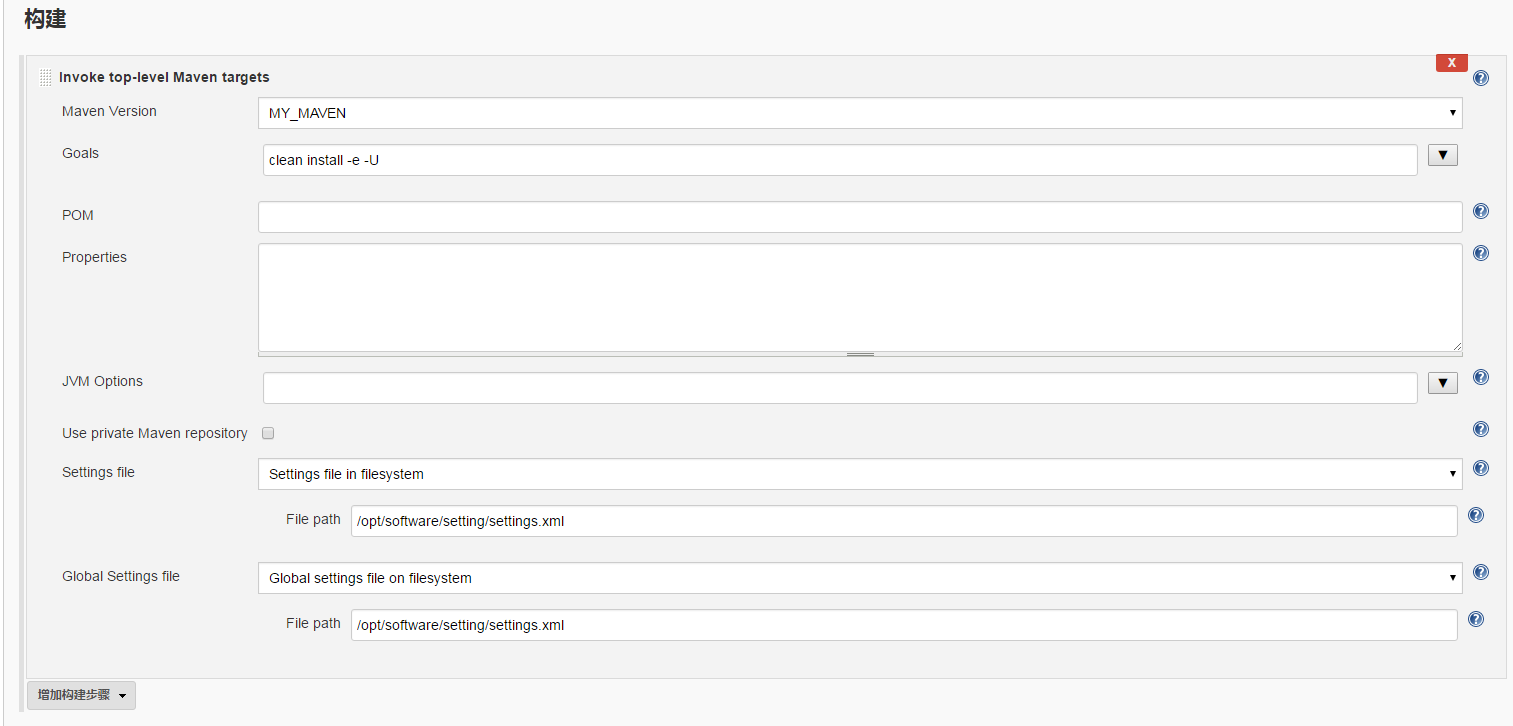 构建
Invoke top-level Maven targets
X
Maven Version
MY_MAVEN
Goals
clean install -e -U
POM
Properties
JVM Options
Use private Maven repository
Settings file
Settings file in filesystem
File path
/opt/software/setting/settings.xml
Global Settings file
Global settings file on filesystem
File path
/opt/software/setting/settings.xml
增加构建步骤